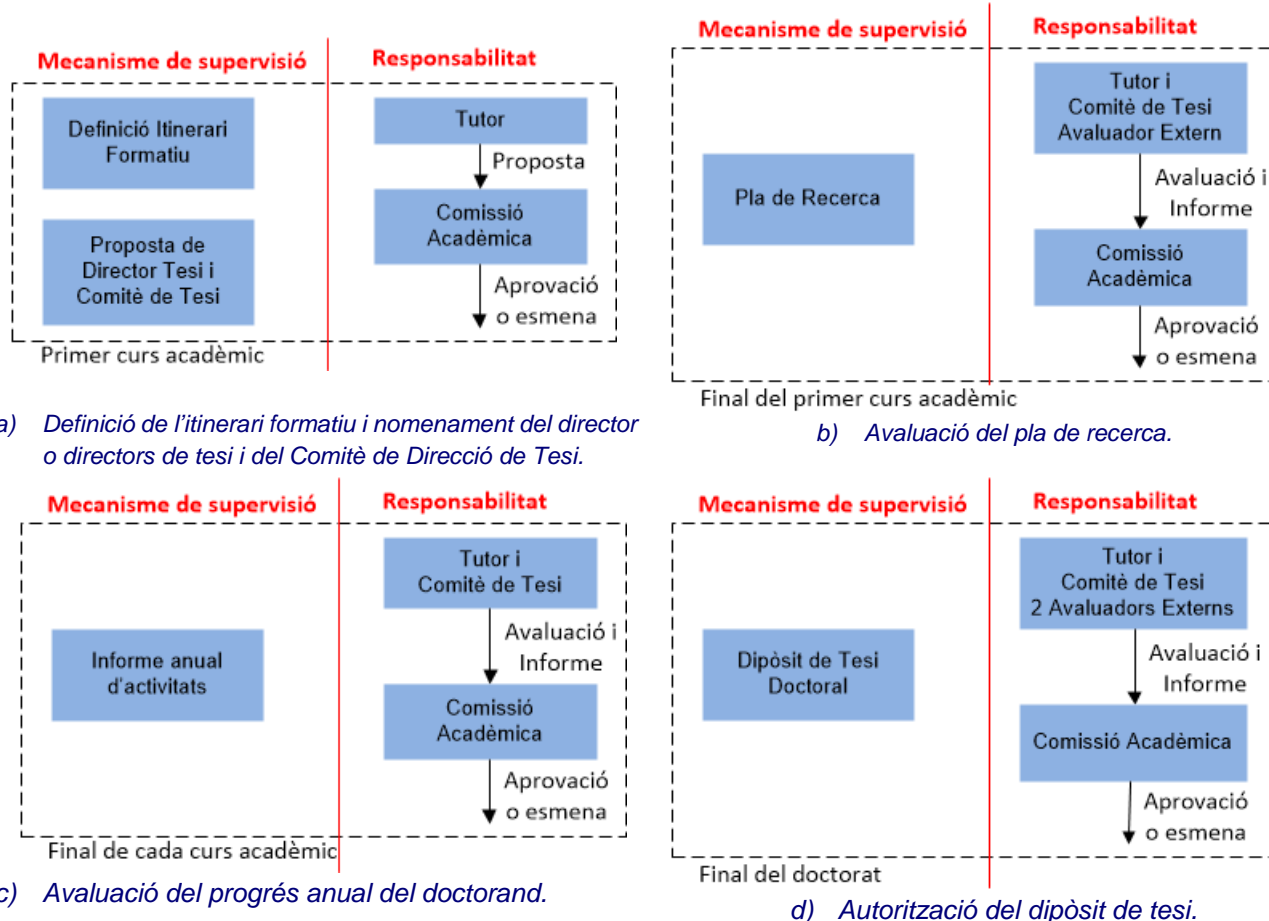 Mecanisme de supervisió
Responsabilitat
Definició Itinerari
Formatiu
Proposta de
Director Tesi i
Comitè de Tesi
Tutor
Proposta
Comissió
Acadèmica
Aprovació
o esmena
Primer curs acadèmic
a) Definició de l’itinerari formatiu i nomenament del director
o directors de tesi i del Comitè de Direcció de Tesi.
Mecanisme de supervisió
Responsabilitat
Pla de Recerca
Tutor i
Comitè de Tesi
Avaluador Extern
Avaluació i
Informe
Comissió
Acadèmica
Aprovació
o esmena
Final del primer curs acadèmic
b) Avaluació del pla de recerca.
Mecanisme de supervisió
Responsabilitat
Informe anual
d'activitats
Tutor i
Comitè de Tesi
Avaluació i
Informe
Comissió
Acadèmica
Aprovació
o esmena
Final de cada curs acadèmic
c) Avaluació del progrés anual del doctorand.
Mecanisme de supervisió
Responsabilitat
Dipòsit de Tesi
Doctoral
Tutor i
Comitè de Tesi
2 Avaluadors Externs
Avaluació i
Informe
Comissió Acadèmica
Aprovació
o esmena
Final del doctorat
d) Autorització del dipòsit de tesi.